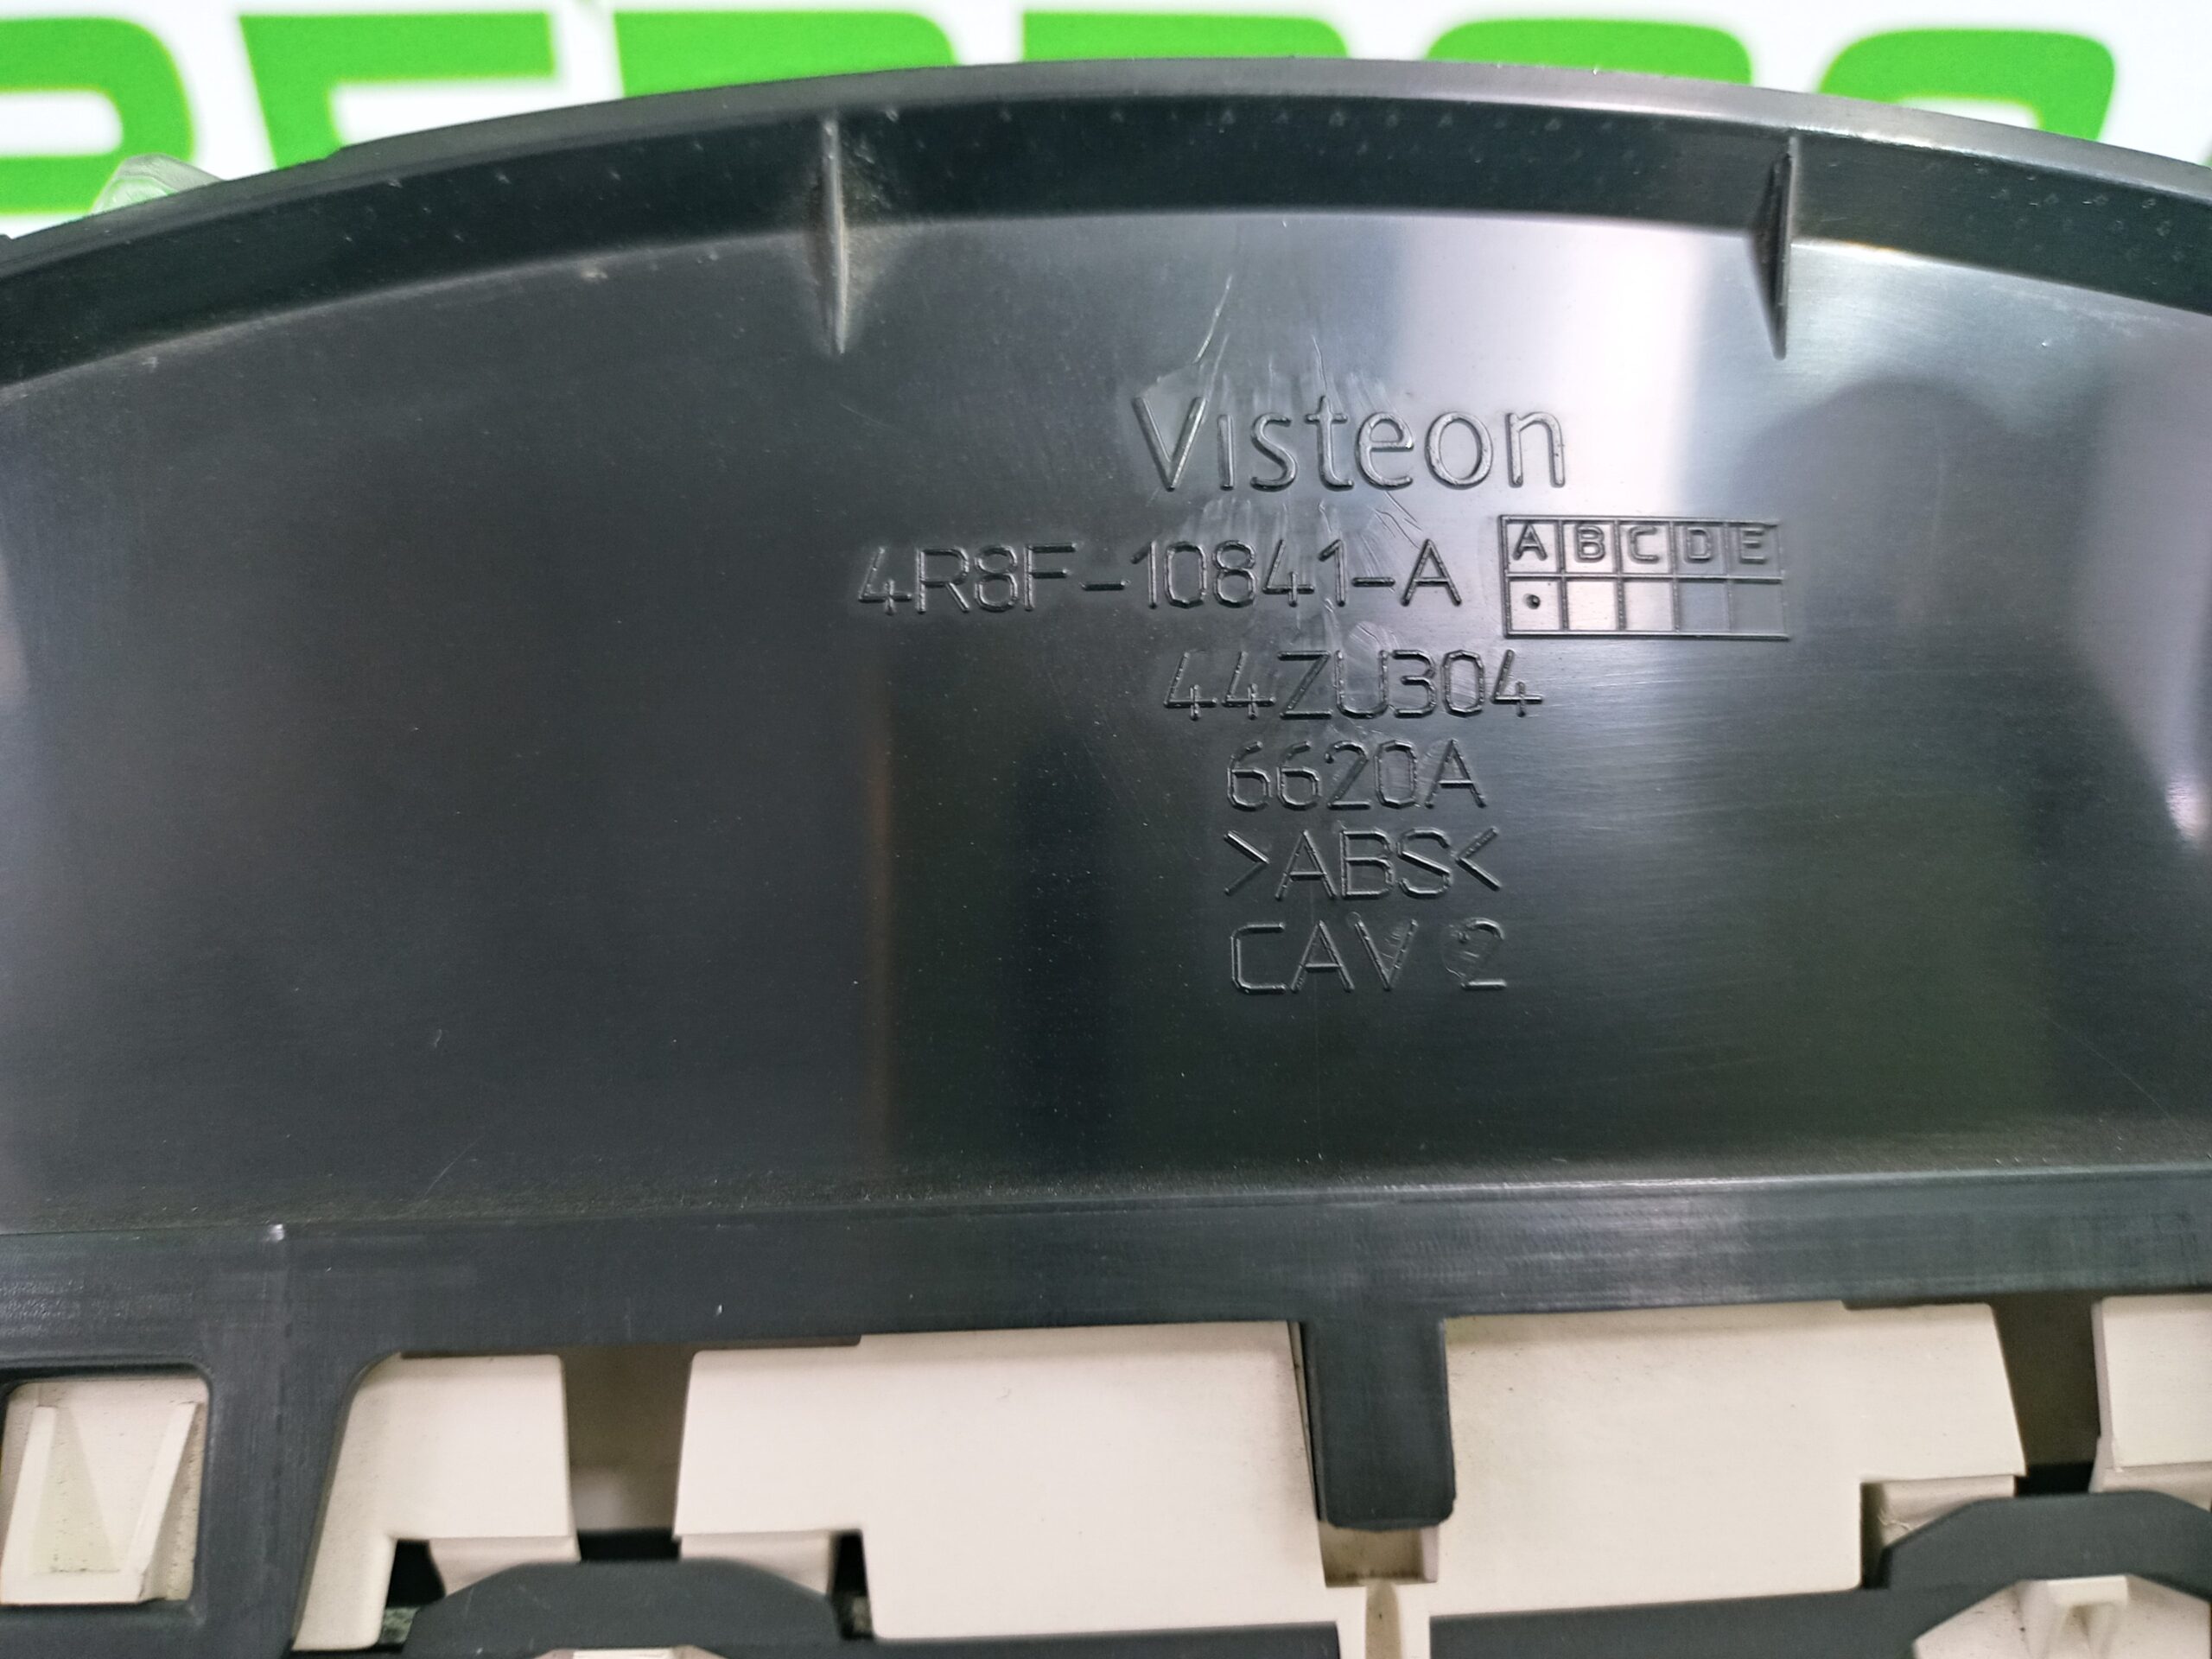 Visteon
4R8F-10841-A
A B C D E
44ZU304
6620A
>ABS<
CAV 2